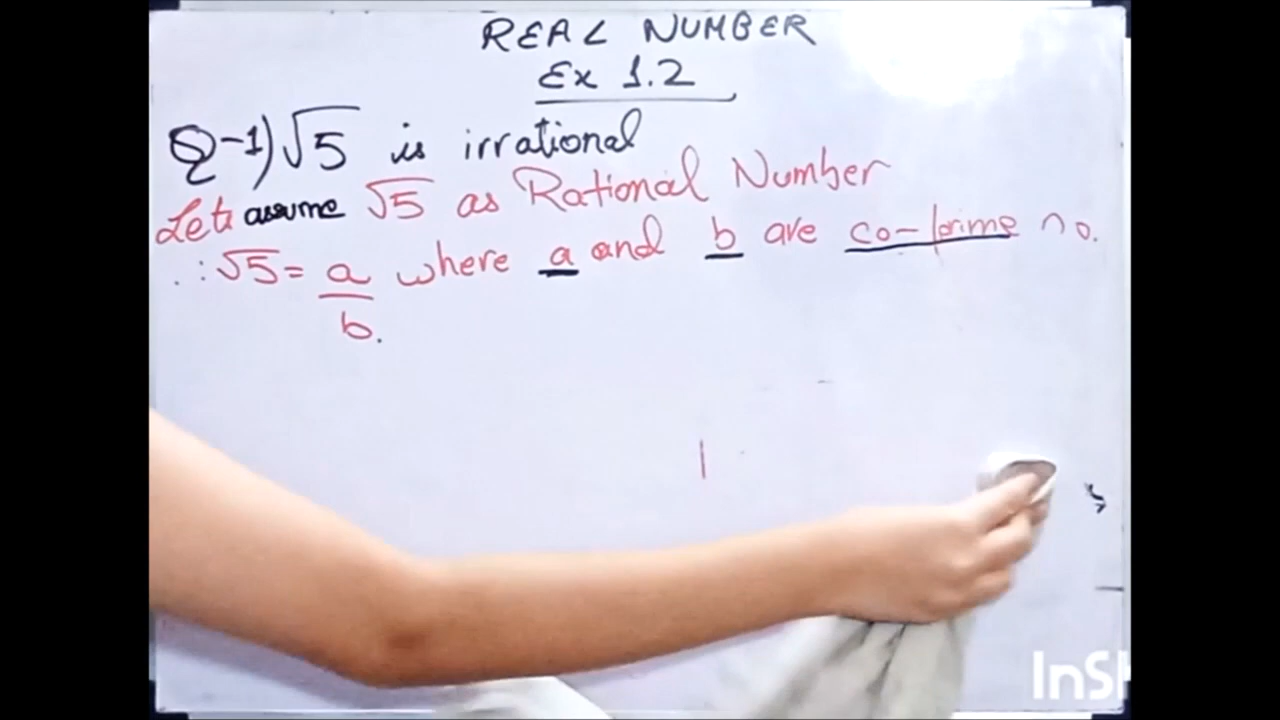 REAL NUMBER
Ex 1.2
Q-1) √5 is irrational
Lets assume √5 as Rational Number
∴ √5 = a/b where a and b are co-prime no.
InSh